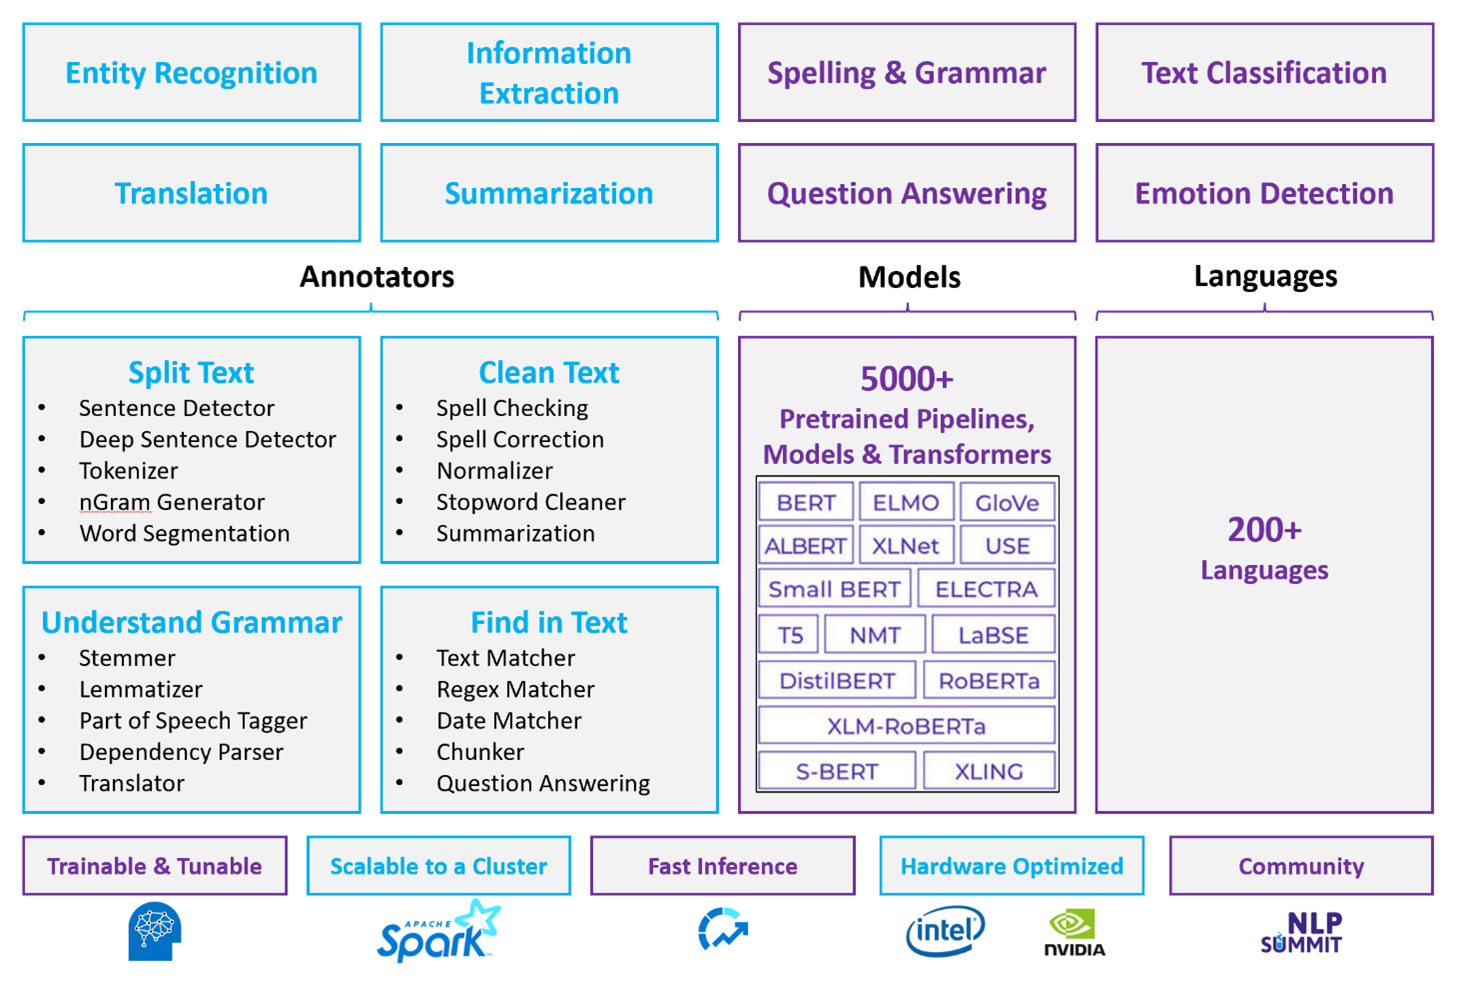 Entity Recognition
Information
Extraction
Spelling & Grammar
Text Classification
Translation
Summarization
Question Answering
Emotion Detection
Annotators
Models
Languages
Split Text
• Sentence Detector
• Deep Sentence Detector
• Tokenizer
• nGram Generator
• Word Segmentation
Clean Text
• Spell Checking
• Spell Correction
• Normalizer
• Stopword Cleaner
• Summarization
Understand Grammar
• Stemmer
• Lemmatizer
• Part of Speech Tagger
• Dependency Parser
• Translator
Find in Text
• Text Matcher
• Regex Matcher
• Date Matcher
• Chunker
• Question Answering
5000+
Pretrained Pipelines,
Models & Transformers
BERT ELMO GloVe
ALBERT XLNet USE
Small BERT ELECTRA
T5 NMT LaBSE
DistilBERT RoBERTa
XLM-RoBERTa
S-BERT XLING
200+
Languages
Trainable & Tunable
Scalable to a Cluster
Fast Inference
Hardware Optimized
Community
APACHE
Spark
intel
NVIDIA
NLP
SUMMIT